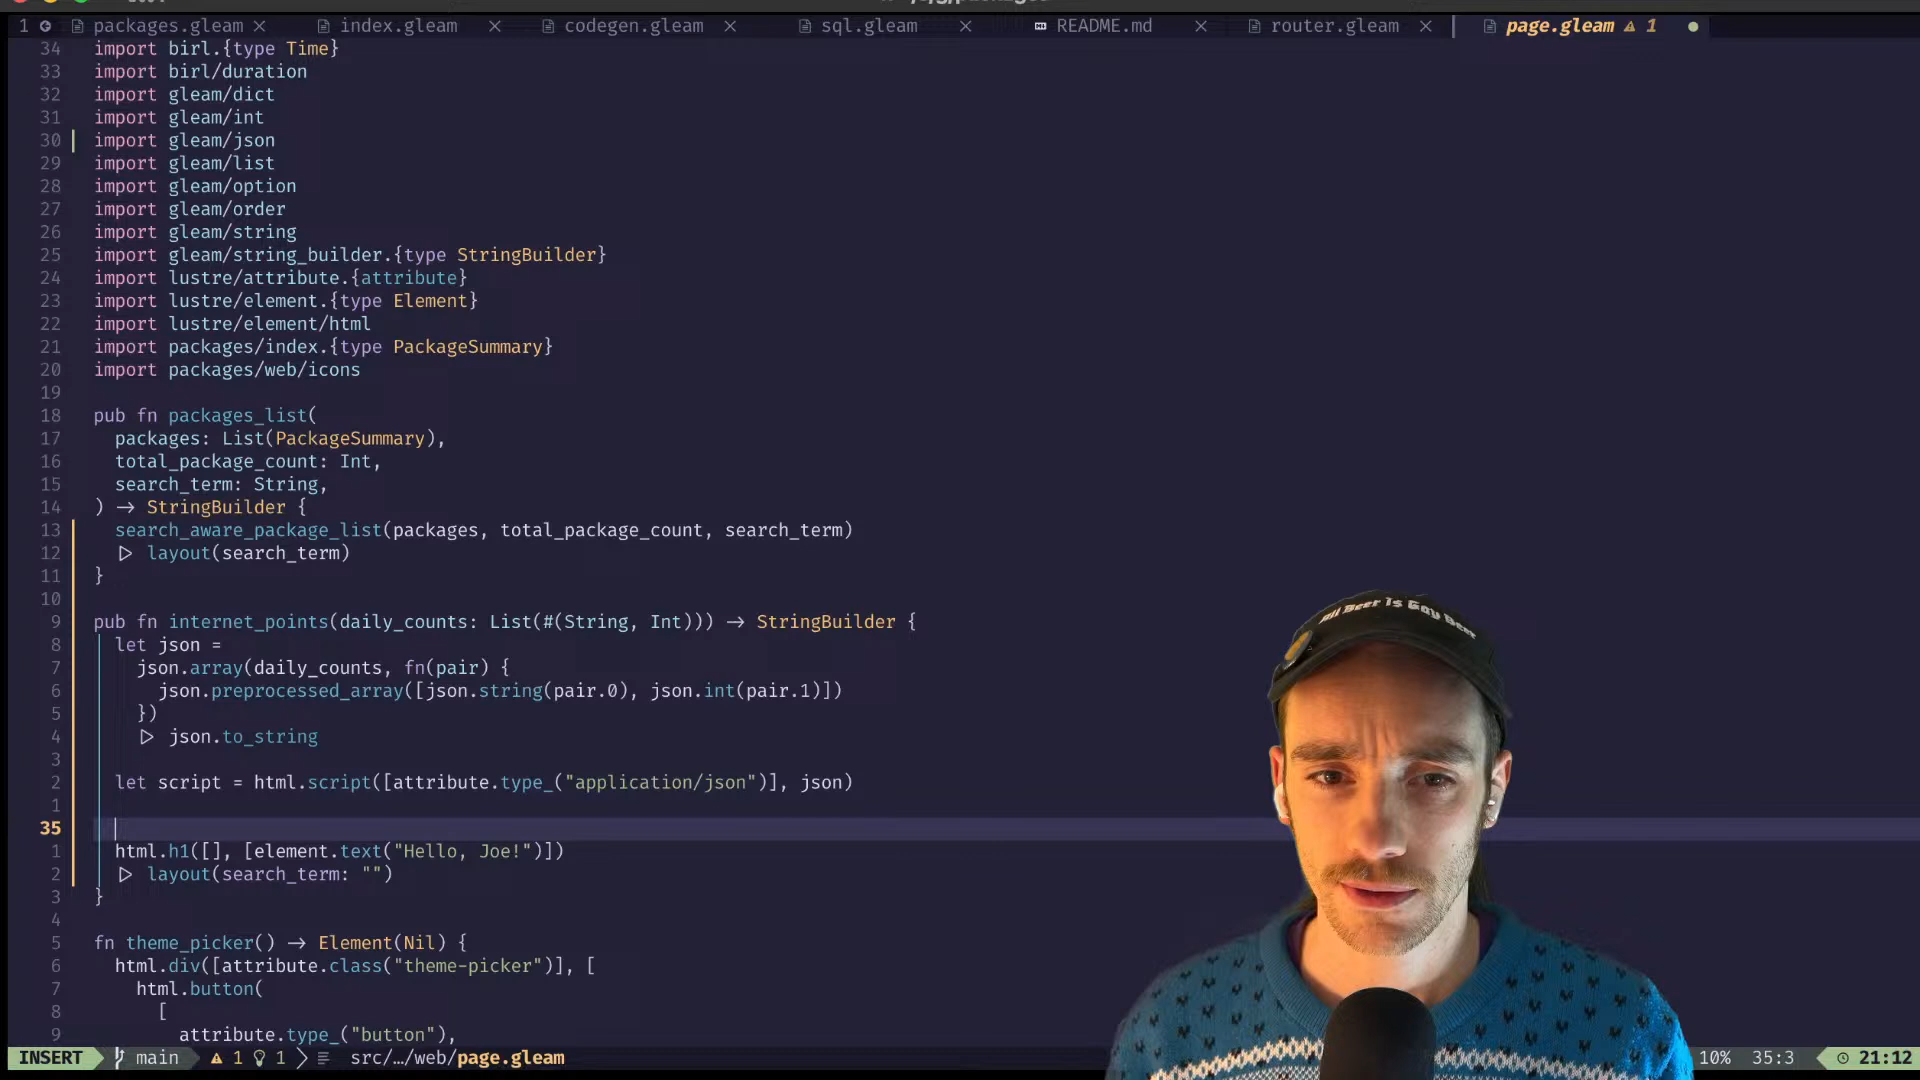 1 packages.gleam index.gleam codegen.gleam sql.gleam README.md router.gleam page.gleam 1
34 import birl.{type Time}
33 import birl/duration
32 import gleam/dict
31 import gleam/int
30 import gleam/json
29 import gleam/list
28 import gleam/option
27 import gleam/order
26 import gleam/string
25 import gleam/string_builder.{type StringBuilder}
24 import lustre/attribute.{attribute}
23 import lustre/element.{type Element}
22 import lustre/element/html
21 import packages/index.{type PackageSummary}
20 import packages/web/icons
19
18 pub fn packages_list(
17 packages: List(PackageSummary),
16 total_package_count: Int,
15 search_term: String,
14 ) -> StringBuilder {
13 search_aware_package_list(packages, total_package_count, search_term)
12 |> layout(search_term)
11 }
10
9 pub fn internet_points(daily_counts: List(#(String, Int))) -> StringBuilder {
8 let json =
7 json.array(daily_counts, fn(pair) {
6 json.preprocessed_array([json.string(pair.0), json.int(pair.1)])
5 })
4 |> json.to_string
3
2 let script = html.script([attribute.type_("application/json")], json)
1
35
1 html.h1([], [element.text("Hello, Joe!")])
2 |> layout(search_term: "")
3 }
4
5 fn theme_picker() -> Element(Nil) {
6 html.div([attribute.class("theme-picker")], [
7 html.button(
8 [
9 attribute.type_("button"),
INSERT main 1 1 src/…/web/page.gleam 10% 35:3 21:12
All Beer Is Gay Beer